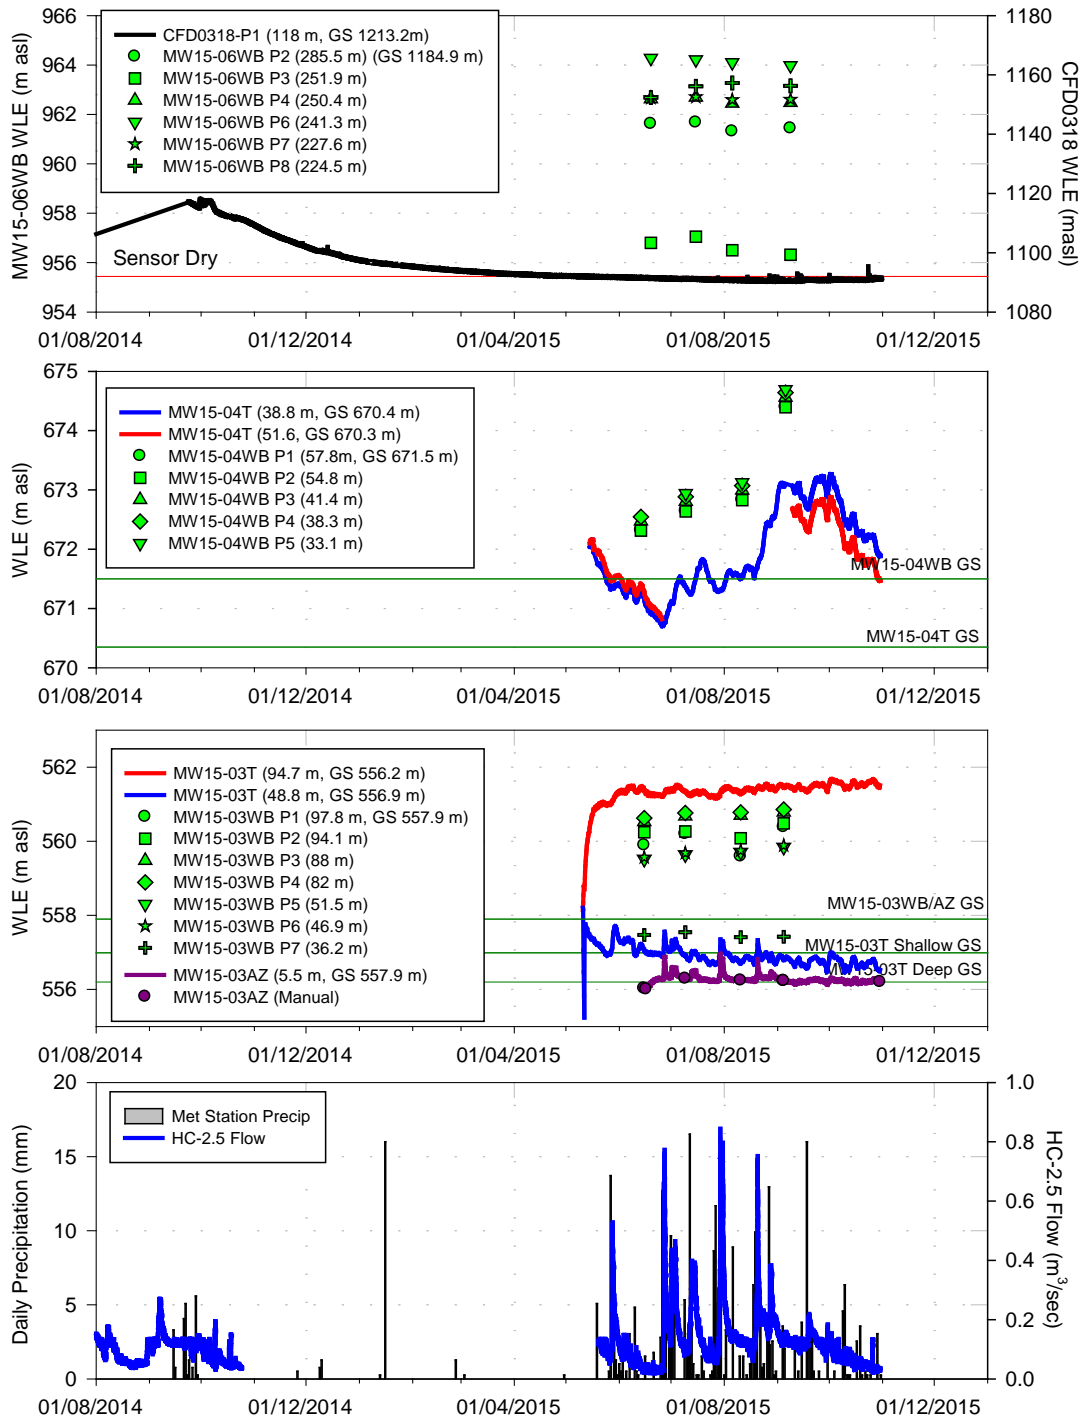 966
964
962
960
958
956
954
MW15-06WB WLE (m asl)
1180
1160
1140
1120
1100
1080
CFD0318 WLE (masl)
CFD0318-P1 (118 m, GS 1213.2m)
MW15-06WB P2 (285.5 m) (GS 1184.9 m)
MW15-06WB P3 (251.9 m)
MW15-06WB P4 (250.4 m)
MW15-06WB P6 (241.3 m)
MW15-06WB P7 (227.6 m)
MW15-06WB P8 (224.5 m)
Sensor Dry
01/08/2014 01/12/2014 01/04/2015 01/08/2015 01/12/2015
675
674
673
672
671
670
WLE (m asl)
MW15-04T (38.8 m, GS 670.4 m)
MW15-04T (51.6, GS 670.3 m)
MW15-04WB P1 (57.8m, GS 671.5 m)
MW15-04WB P2 (54.8 m)
MW15-04WB P3 (41.4 m)
MW15-04WB P4 (38.3 m)
MW15-04WB P5 (33.1 m)
MW15-04WB GS
MW15-04T GS
01/08/2014 01/12/2014 01/04/2015 01/08/2015 01/12/2015
562
560
558
556
WLE (m asl)
MW15-03T (94.7 m, GS 556.2 m)
MW15-03T (48.8 m, GS 556.9 m)
MW15-03WB P1 (97.8 m, GS 557.9 m)
MW15-03WB P2 (94.1 m)
MW15-03WB P3 (88 m)
MW15-03WB P4 (82 m)
MW15-03WB P5 (51.5 m)
MW15-03WB P6 (46.9 m)
MW15-03WB P7 (36.2 m)
MW15-03AZ (5.5 m, GS 557.9 m)
MW15-03AZ (Manual)
MW15-03WB/AZ GS
MW15-03T Shallow GS
MW15-03T Deep GS
01/08/2014 01/12/2014 01/04/2015 01/08/2015 01/12/2015
20
15
10
5
0
Daily Precipitation (mm)
1.0
0.8
0.6
0.4
0.2
0.0
HC-2.5 Flow (m³/sec)
Met Station Precip
HC-2.5 Flow
01/08/2014 01/12/2014 01/04/2015 01/08/2015 01/12/2015